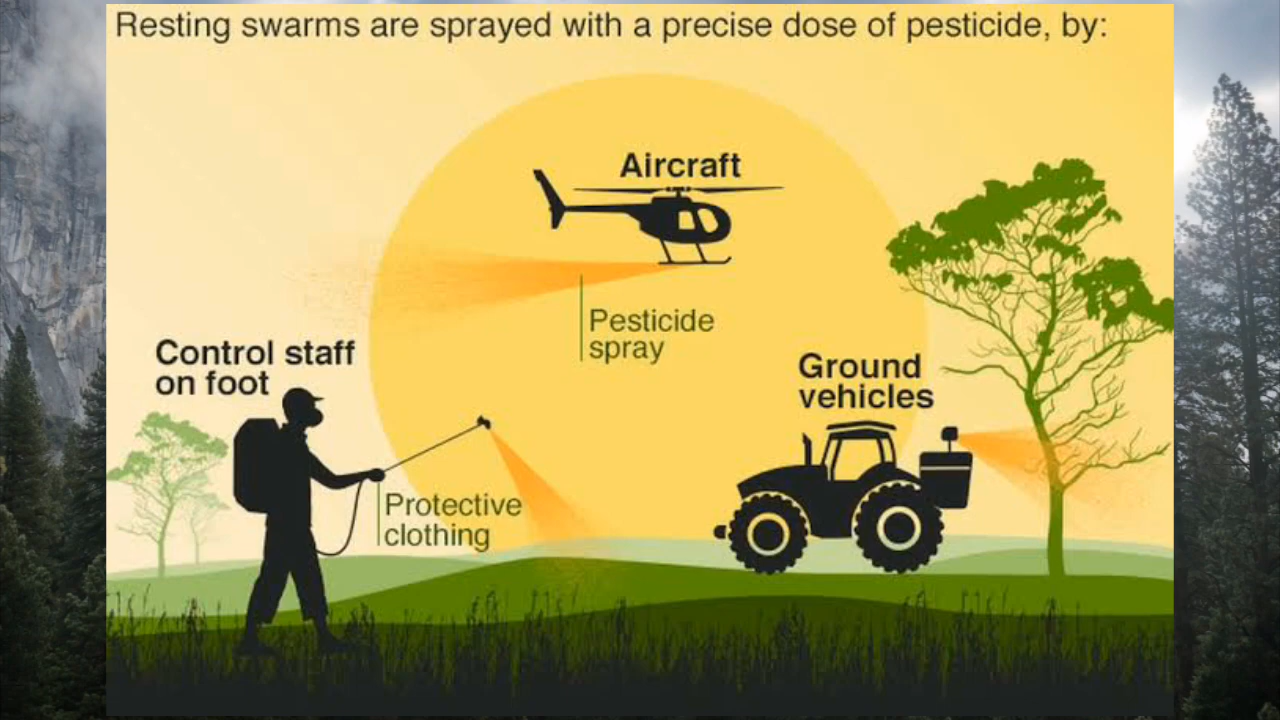 Resting swarms are sprayed with a precise dose of pesticide, by:
Aircraft
Pesticide
spray
Control staff
on foot
Protective
clothing
Ground
vehicles